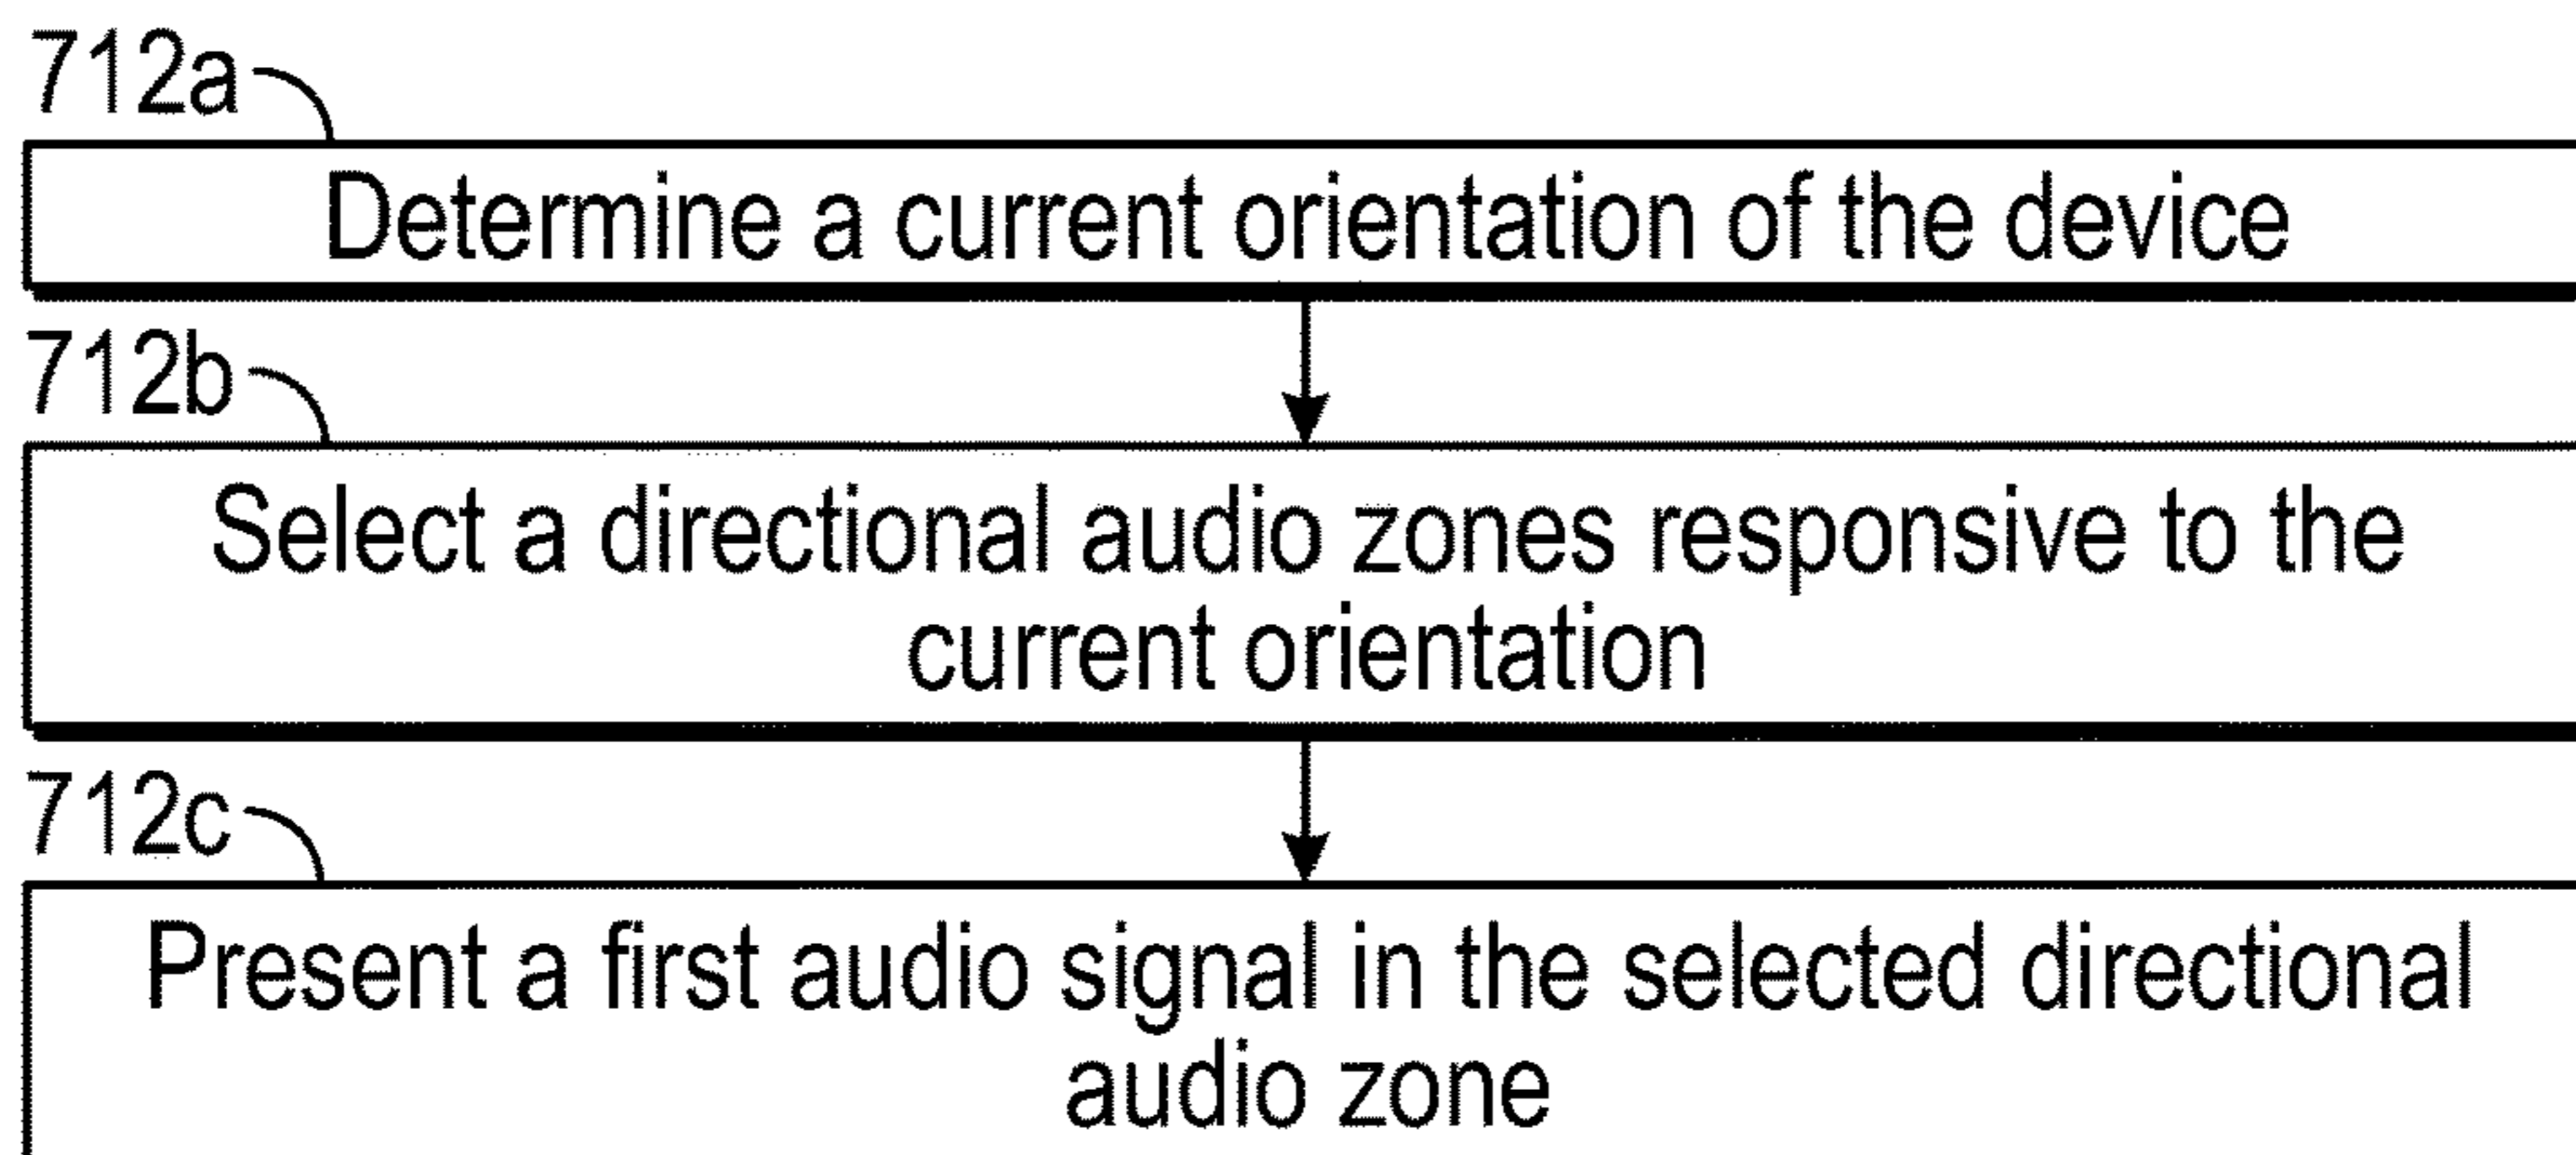 712a
Determine a current orientation of the device
712b
Select a directional audio zones responsive to the
current orientation
712c
Present a first audio signal in the selected directional
audio zone